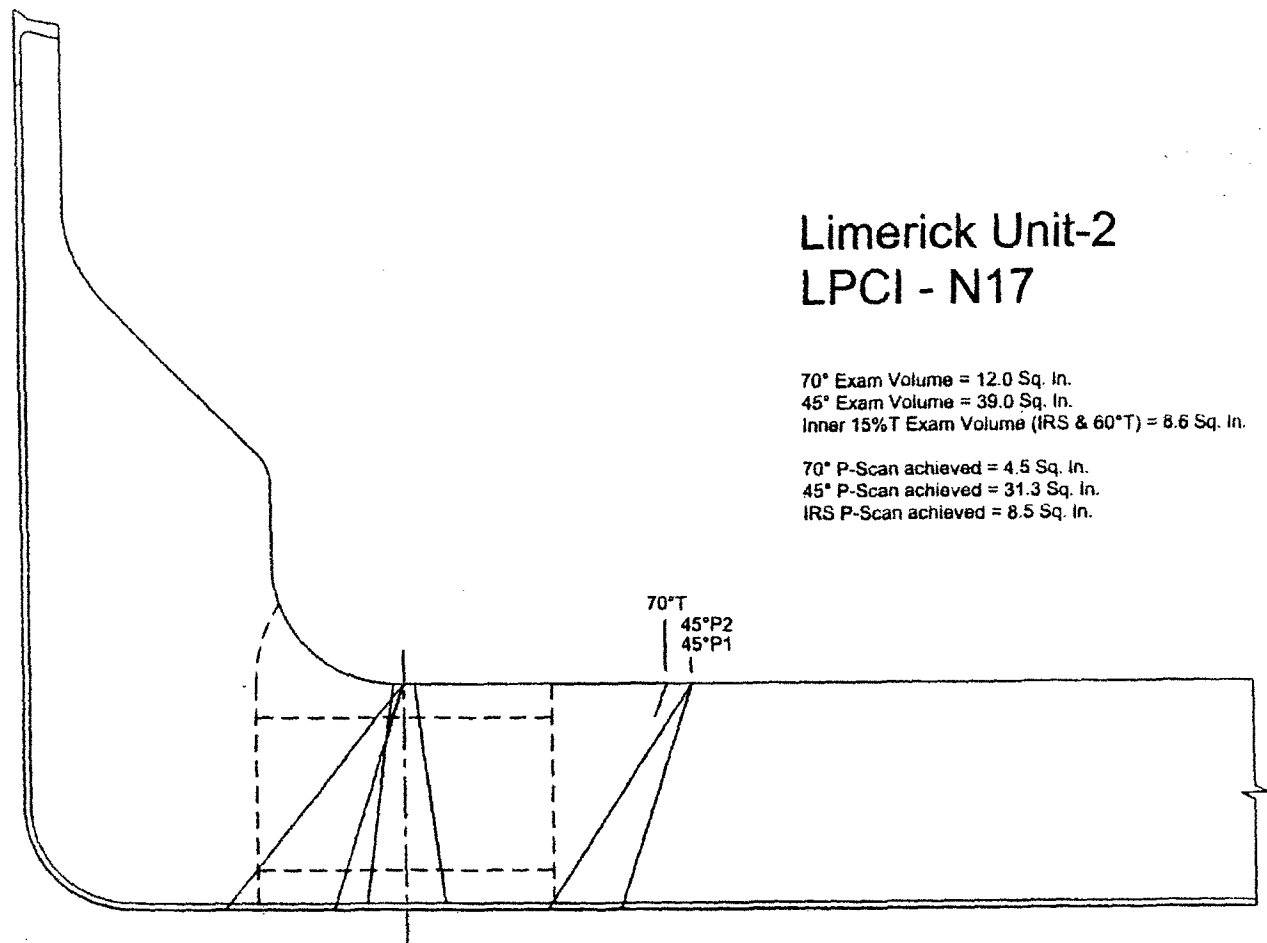 Limerick Unit-2
LPCI - N17
70° Exam Volume = 12.0 Sq. In.
45° Exam Volume = 39.0 Sq. In.
Inner 15%T Exam Volume (IRS & 60°T) = 8.6 Sq. In.
70° P-Scan achieved = 4.5 Sq. In.
45° P-Scan achieved = 31.3 Sq. In.
IRS P-Scan achieved = 8.5 Sq. In.
70°T
45°P2
45°P1